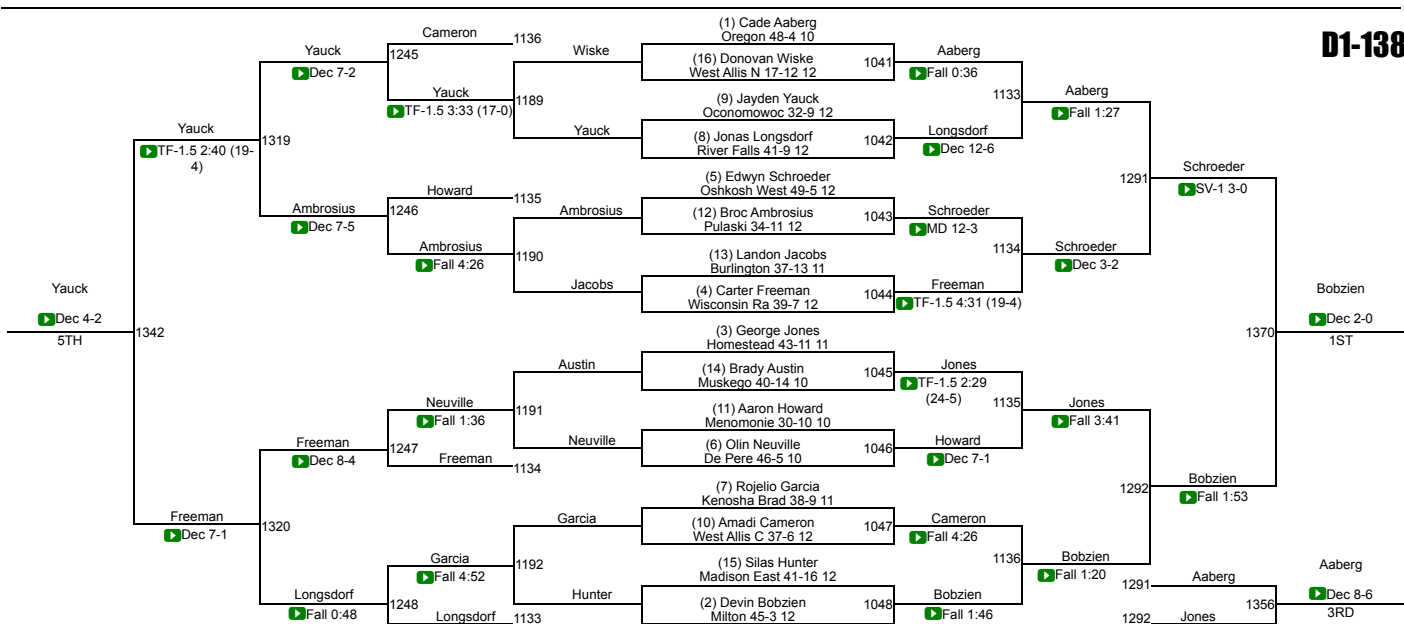 D1-138
Yauck
Dec 4-2
5TH
1342
Yauck
TF-1.5 2:40 (19-
4)
1319
Freeman
Dec 7-1
1320
Yauck
Dec 7-2
1245
Ambrosius
Dec 7-5
1246
Freeman
Dec 8-4
1247
Longsdorf
Fall 0:48
1248
Cameron
1136
Yauck
TF-1.5 3:33 (17-0)
1189
Howard
1135
Ambrosius
Fall 4:26
1190
Neuville
Fall 1:36
1191
Freeman
1134
Garcia
Fall 4:52
1192
Longsdorf
1133
Wiske
Yauck
Ambrosius
Jacobs
Austin
Neuville
Garcia
Hunter
(1) Cade Aaberg
Oregon 48-4 10
(16) Donovan Wiske
West Allis N 17-12 12
1041
(9) Jayden Yauck
Oconomowoc 32-9 12
(8) Jonas Longsdorf
River Falls 41-9 12
1042
(5) Edwyn Schroeder
Oshkosh West 49-5 12
(12) Broc Ambrosius
Pulaski 34-11 12
1043
(13) Landon Jacobs
Burlington 37-13 11
(4) Carter Freeman
Wisconsin Ra 39-7 12
1044
(3) George Jones
Homestead 43-11 11
(14) Brady Austin
Muskego 40-14 10
1045
(11) Aaron Howard
Menomonie 30-10 10
(6) Olin Neuville
De Pere 46-5 10
1046
(7) Rojelio Garcia
Kenosha Brad 38-9 11
(10) Amadi Cameron
West Allis C 37-6 12
1047
(15) Silas Hunter
Madison East 41-16 12
(2) Devin Bobzien
Milton 45-3 12
1048
Aaberg
Fall 0:36
1133
Longsdorf
Dec 12-6
Schroeder
MD 12-3
1134
Freeman
TF-1.5 4:31 (19-4)
Jones
TF-1.5 2:29
(24-5)
1135
Howard
Dec 7-1
Cameron
Fall 4:26
1136
Bobzien
Fall 1:46
Aaberg
Fall 1:27
1291
Schroeder
Dec 3-2
Jones
Fall 3:41
1292
Bobzien
Fall 1:20
Schroeder
SV-1 3-0
1370
Bobzien
Fall 1:53
Bobzien
Dec 2-0
1ST
1291
Aaberg
1292
Jones
1356
Aaberg
Dec 8-6
3RD